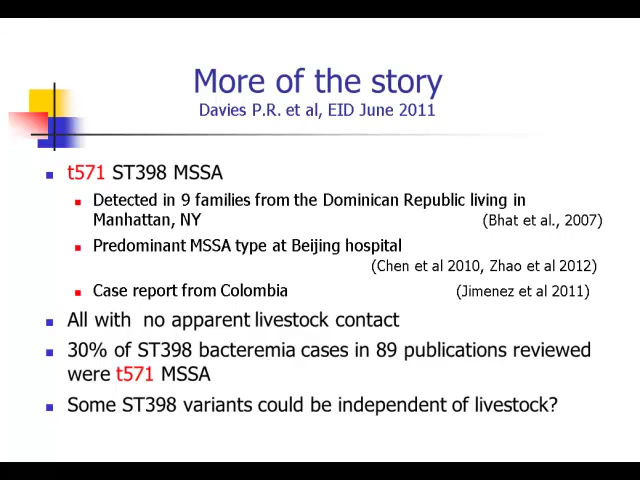 More of the story
Davies P.R. et al, EID June 2011
t571 ST398 MSSA
Detected in 9 families from the Dominican Republic living in
Manhattan, NY (Bhat et al., 2007)
Predominant MSSA type at Beijing hospital
(Chen et al 2010, Zhao et al 2012)
Case report from Colombia (Jimenez et al 2011)
All with no apparent livestock contact
30% of ST398 bacteremia cases in 89 publications reviewed
were t571 MSSA
Some ST398 variants could be independent of livestock?